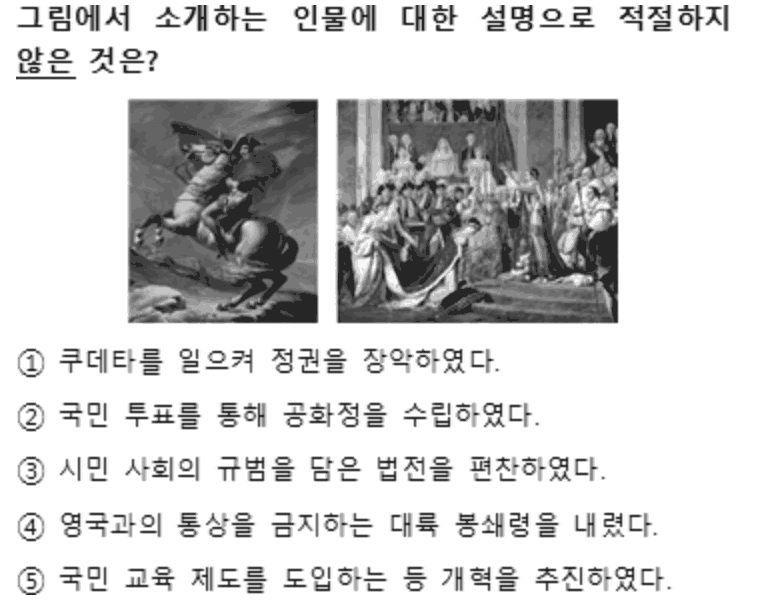 그림에서 소개하는 인물에 대한 설명으로 적절하지
않은 것은?
① 쿠데타를 일으켜 정권을 장악하였다.
② 국민 투표를 통해 공화정을 수립하였다.
③ 시민 사회의 규범을 담은 법전을 편찬하였다.
④ 영국과의 통상을 금지하는 대륙 봉쇄령을 내렸다.
⑤ 국민 교육 제도를 도입하는 등 개혁을 추진하였다.